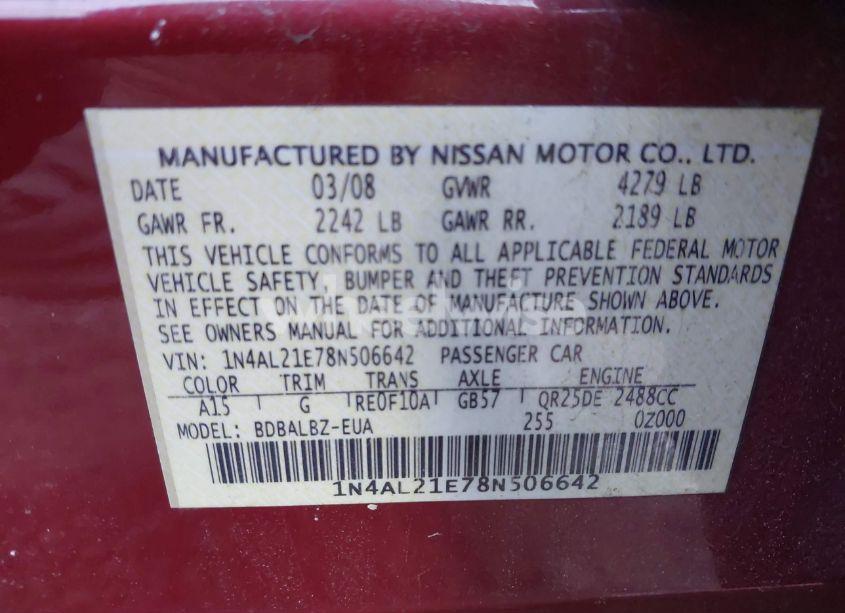 MANUFACTURED BY NISSAN MOTOR CO., LTD.
DATE 03/08 GVWR 4279 LB
GAWR FR. 2242 LB GAWR RR. 2189 LB
THIS VEHICLE CONFORMS TO ALL APPLICABLE FEDERAL MOTOR
VEHICLE SAFETY, BUMPER AND THEFT PREVENTION STANDARDS
IN EFFECT ON THE DATE OF MANUFACTURE SHOWN ABOVE.
SEE OWNERS MANUAL FOR ADDITIONAL INFORMATION.
VIN: 1N4AL21E78N506642 PASSENGER CAR
COLOR TRIM TRANS AXLE ENGINE
A15 G RE0F10A GB57 QR25DE 2488CC
MODEL: BDBALBZ-EUA 255 0Z000
1N4AL21E78N506642